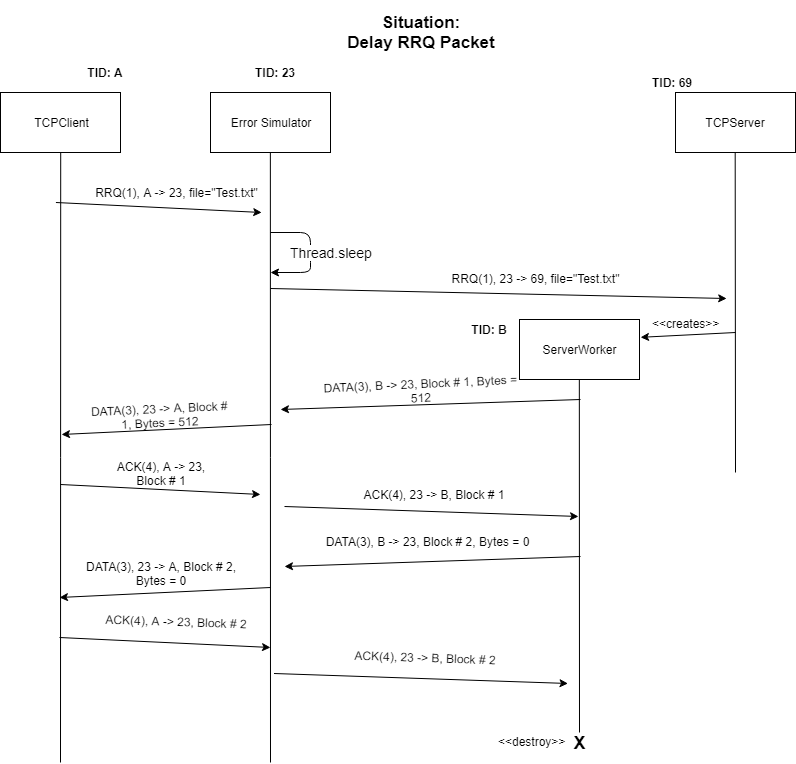 Situation:
Delay RRQ Packet
TID: A
TID: 23
TID: 69
TCPClient
Error Simulator
TCPServer
RRQ(1), A -> 23, file="Test.txt"
Thread.sleep
RRQ(1), 23 -> 69, file="Test.txt"
<<creates>>
TID: B
ServerWorker
DATA(3), B -> 23, Block # 1, Bytes =
512
DATA(3), 23 -> A, Block #
1, Bytes = 512
ACK(4), A -> 23,
Block # 1
ACK(4), 23 -> B, Block # 1
DATA(3), B -> 23, Block # 2, Bytes = 0
DATA(3), 23 -> A, Block # 2,
Bytes = 0
ACK(4), A -> 23, Block # 2
ACK(4), 23 -> B, Block # 2
<<destroy>> X